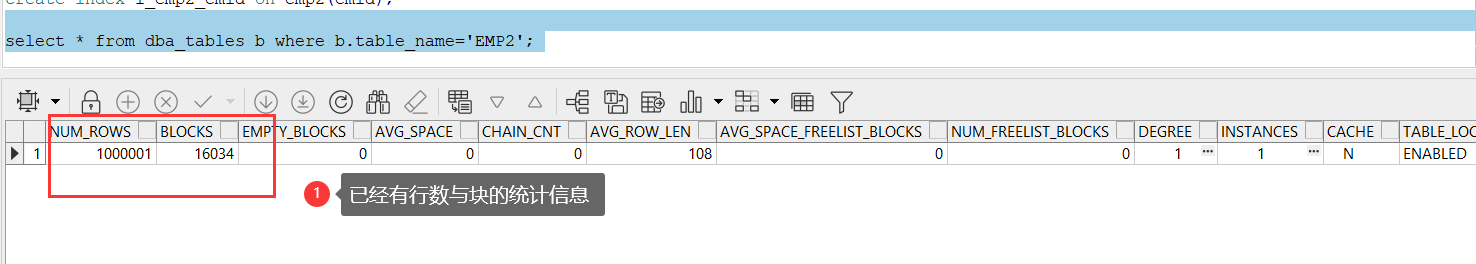 create index i_emp2_cmid on emp2(cmid);
select * from dba_tables b where b.table_name='EMP2';
NUM_ROWS BLOCKS EMPTY_BLOCKS AVG_SPACE CHAIN_CNT AVG_ROW_LEN AVG_SPACE_FREELIST_BLOCKS NUM_FREELIST_BLOCKS DEGREE INSTANCES CACHE TABLE_LOC
1 1000001 16034 0 0 0 108 0 0 1 ... 1 ... N ENABLED
1 已经有行数与块的统计信息